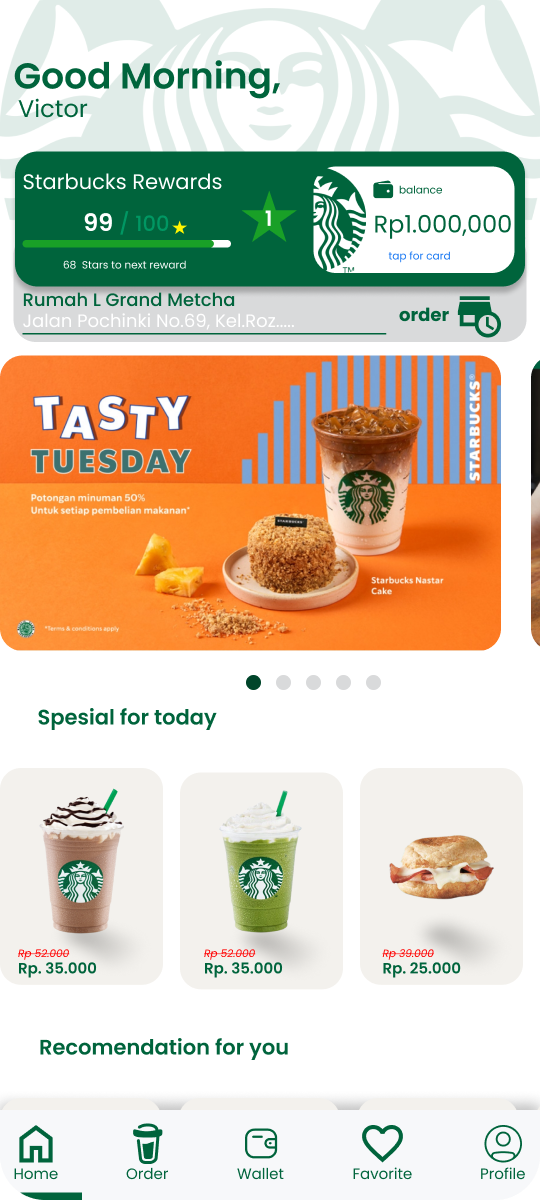 Good Morning,
Victor
Starbucks Rewards
99 / 100
68 Stars to next reward
1
balance
Rp1.000,000
tap for card
TM
Rumah L Grand Metcha
Jalan Pochinki No.69, Kel.Roz.....
order
TASTY
TUESDAY
Potongan minuman 50%
Untuk setiap pembelian makanan*
STARBUCKS®
STARBUCKS
Starbucks Nastar
Cake
*Terms & conditions apply
Spesial for today
Rp 52.000
Rp. 35.000
Rp 52.000
Rp. 35.000
Rp 39.000
Rp. 25.000
Recomendation for you
Home
Order
Wallet
Favorite
Profile